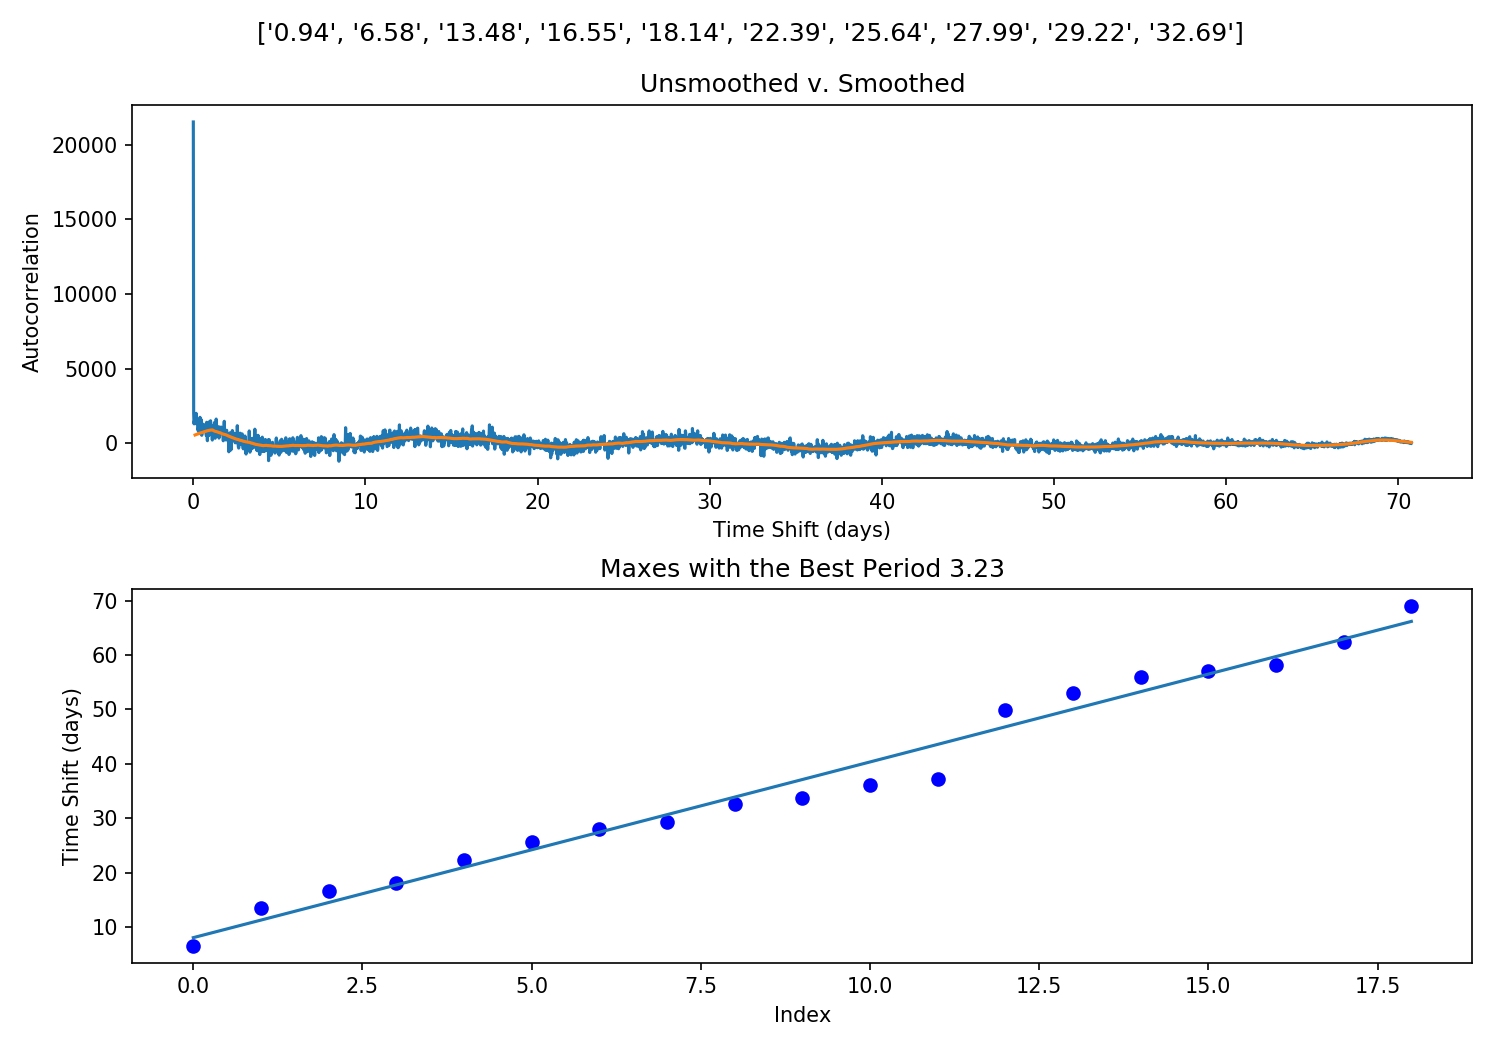 ['0.94', '6.58', '13.48', '16.55', '18.14', '22.39', '25.64', '27.99', '29.22', '32.69']
Unsmoothed v. Smoothed
Autocorrelation
20000
15000
10000
5000
0
0 10 20 30 40 50 60 70
Time Shift (days)
Maxes with the Best Period 3.23
Time Shift (days)
70
60
50
40
30
20
10
0.0 2.5 5.0 7.5 10.0 12.5 15.0 17.5
Index